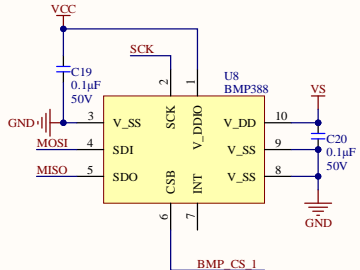 VCC
SCK
C19
0.1µF
50V
2
1
U8
BMP388
VS
GND
3
V_SS
SCK
V_DDIO
V_DD
10
MOSI
4
SDI
V_SS
9
C20
0.1µF
50V
MISO
5
SDO
CSB
INT
V_SS
8
6
7
GND
BMP_CS_1